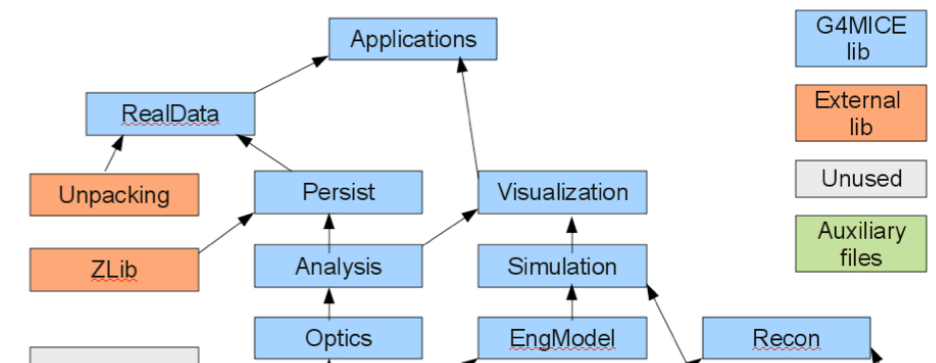 Applications
G4MICE
lib
RealData
External
lib
Unpacking
Persist
Visualization
Unused
ZLib
Analysis
Simulation
Auxiliary
files
Optics
EngModel
Recon